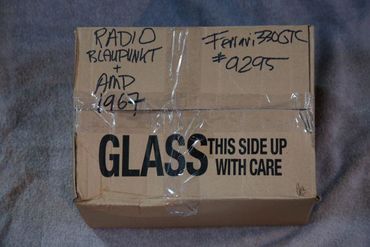 RADIO
BLAUPUNKT
+
AMP
1967
Ferrari 330GTC
#9295
GLASS THIS SIDE UP
WITH CARE